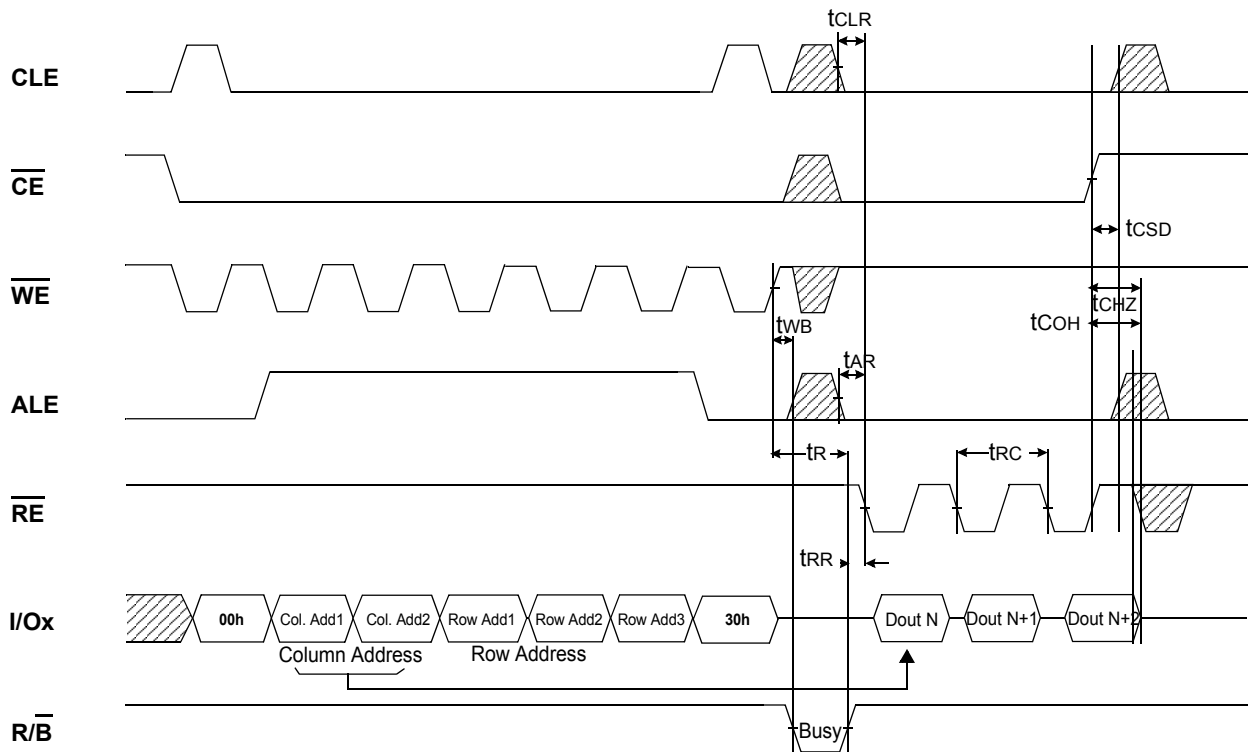 tCLR
CLE
CE
tCSD
WE
tCHZ
tWB
tCOH
tAR
ALE
tR
tRC
RE
tRR
I/Ox
00h Col. Add1 Col. Add2 Row Add1 Row Add2 Row Add3 30h Dout N Dout N+1 Dout N+2
Column Address Row Address
R/B
Busy